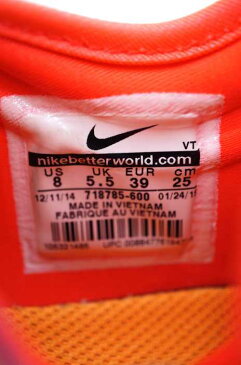 VT
nikebetterworld.com
US UK EUR cm
8 5.5 39 25
12/11/14 718785-600 01/24/15
MADE IN VIETNAM
FABRIQUE AU VIETNAM